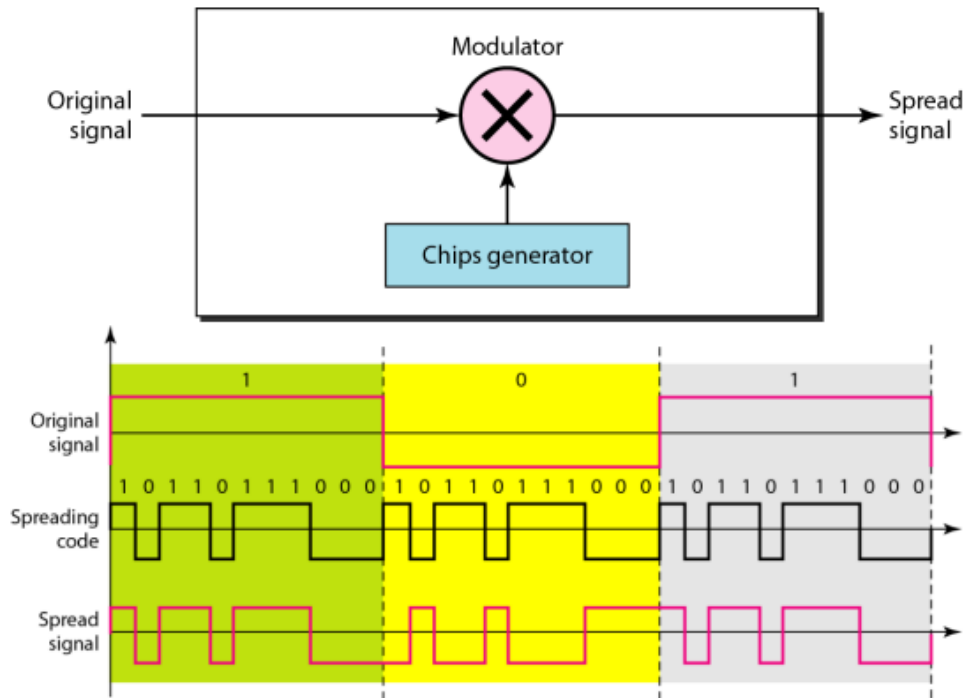 Modulator
Original
signal
Spread
signal
Chips generator
1 0 1
Original
signal
1 0 1 1 0 1 1 1 0 0 0 1 0 1 1 0 1 1 1 0 0 0 1 0 1 1 0 1 1 1 0 0 0
Spreading
code
Spread
signal